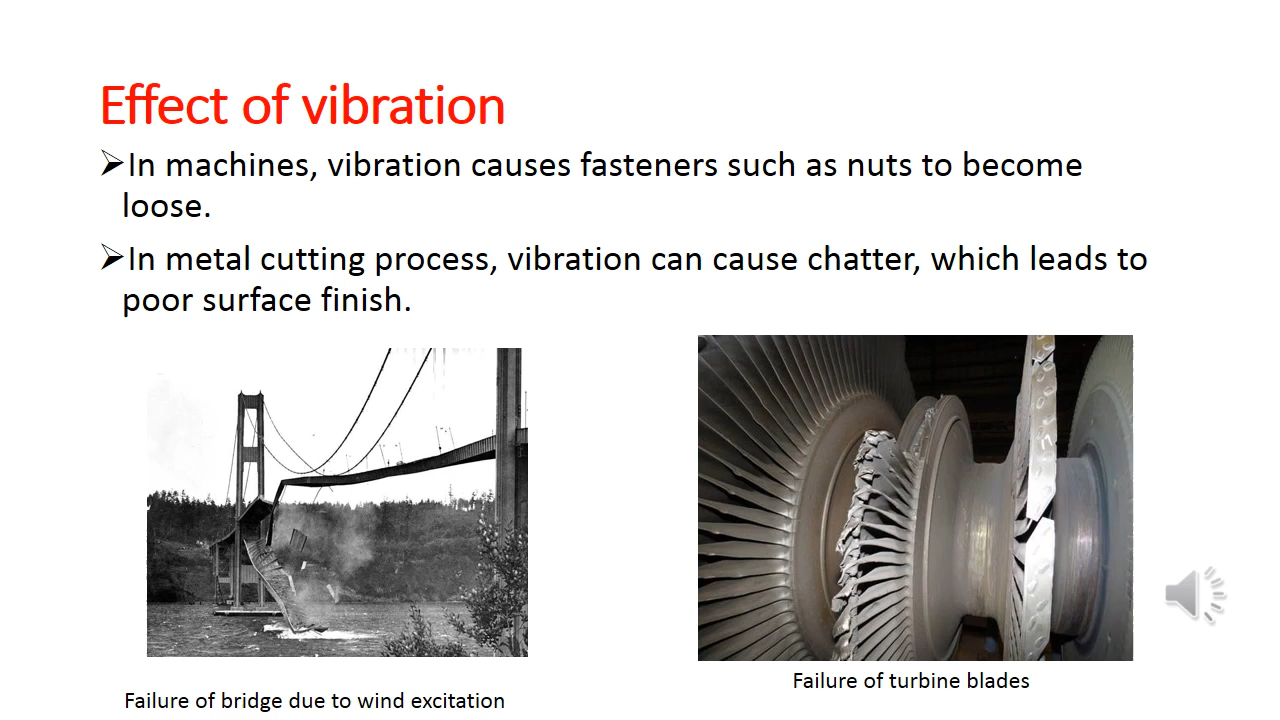 Effect of vibration
➢In machines, vibration causes fasteners such as nuts to become
loose.
➢In metal cutting process, vibration can cause chatter, which leads to
poor surface finish.
Failure of bridge due to wind excitation
Failure of turbine blades